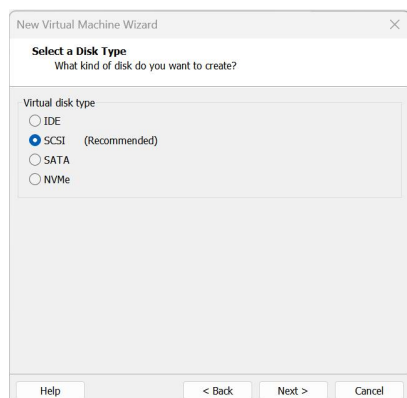 New Virtual Machine Wizard
Select a Disk Type
What kind of disk do you want to create?
Virtual disk type
IDE
SCSI (Recommended)
SATA
NVMe
Help < Back Next > Cancel